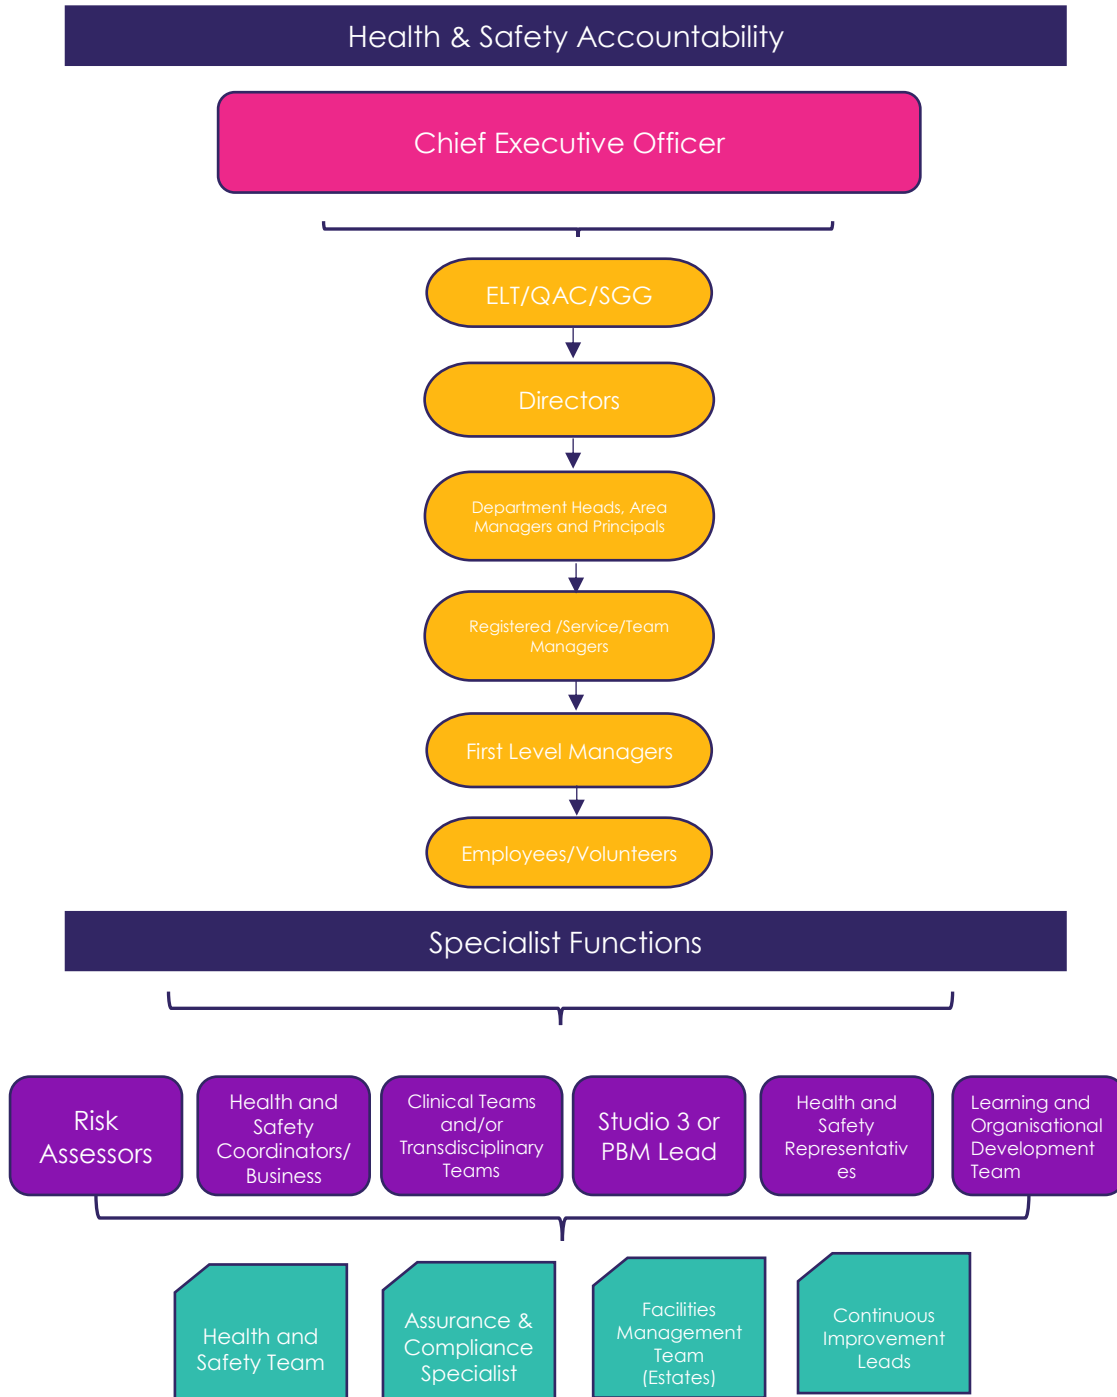 Health & Safety Accountability
Chief Executive Officer
ELT/QAC/SGG
Directors
Department Heads, Area
Managers and Principals
Registered /Service/Team
Managers
First Level Managers
Employees/Volunteers
Specialist Functions
Risk
Assessors
Health and
Safety
Coordinators/
Business
Clinical Teams
and/or
Transdisciplinary
Teams
Studio 3 or
PBM Lead
Health and
Safety
Representativ
es
Learning and
Organisational
Development
Team
Health and
Safety Team
Assurance &
Compliance
Specialist
Facilities
Management
Team
(Estates)
Continuous
Improvement
Leads